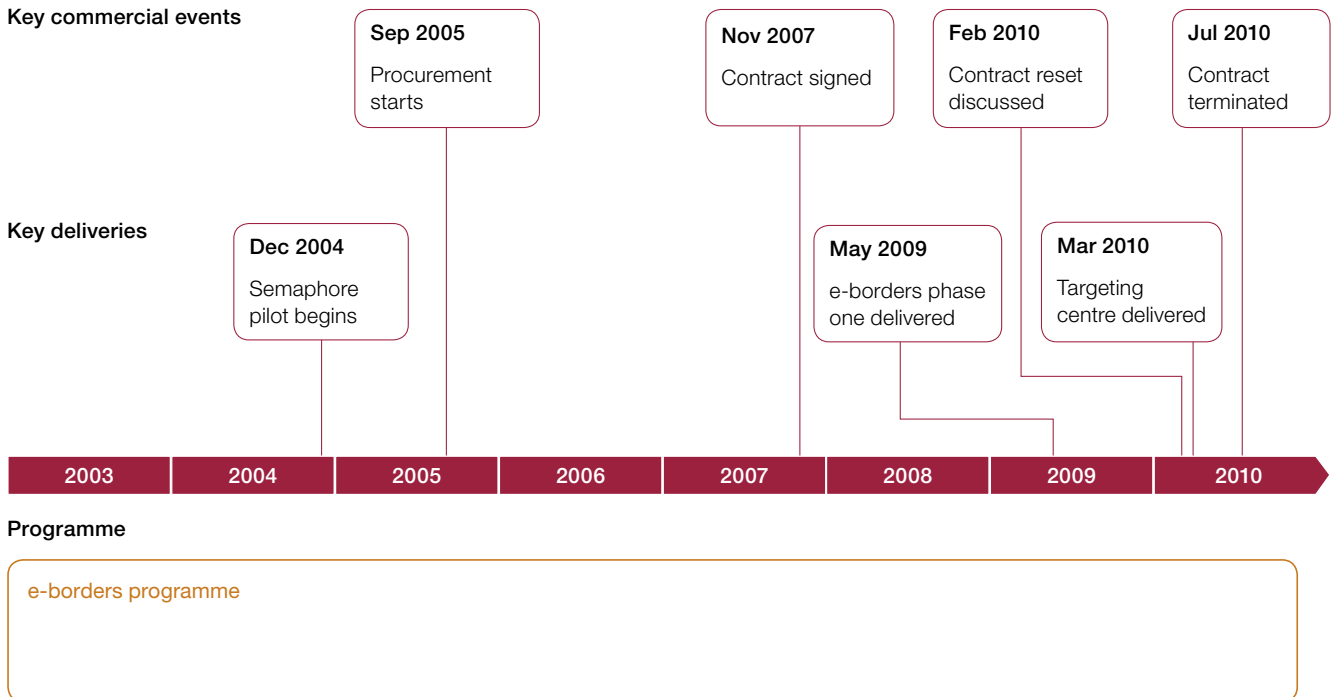 Key commercial events
Sep 2005
Procurement
starts
Nov 2007
Contract signed
Feb 2010
Contract reset
discussed
Jul 2010
Contract
terminated
Key deliveries
Dec 2004
Semaphore
pilot begins
May 2009
e-borders phase
one delivered
Mar 2010
Targeting
centre delivered
2003 2004 2005 2006 2007 2008 2009 2010
Programme
e-borders programme